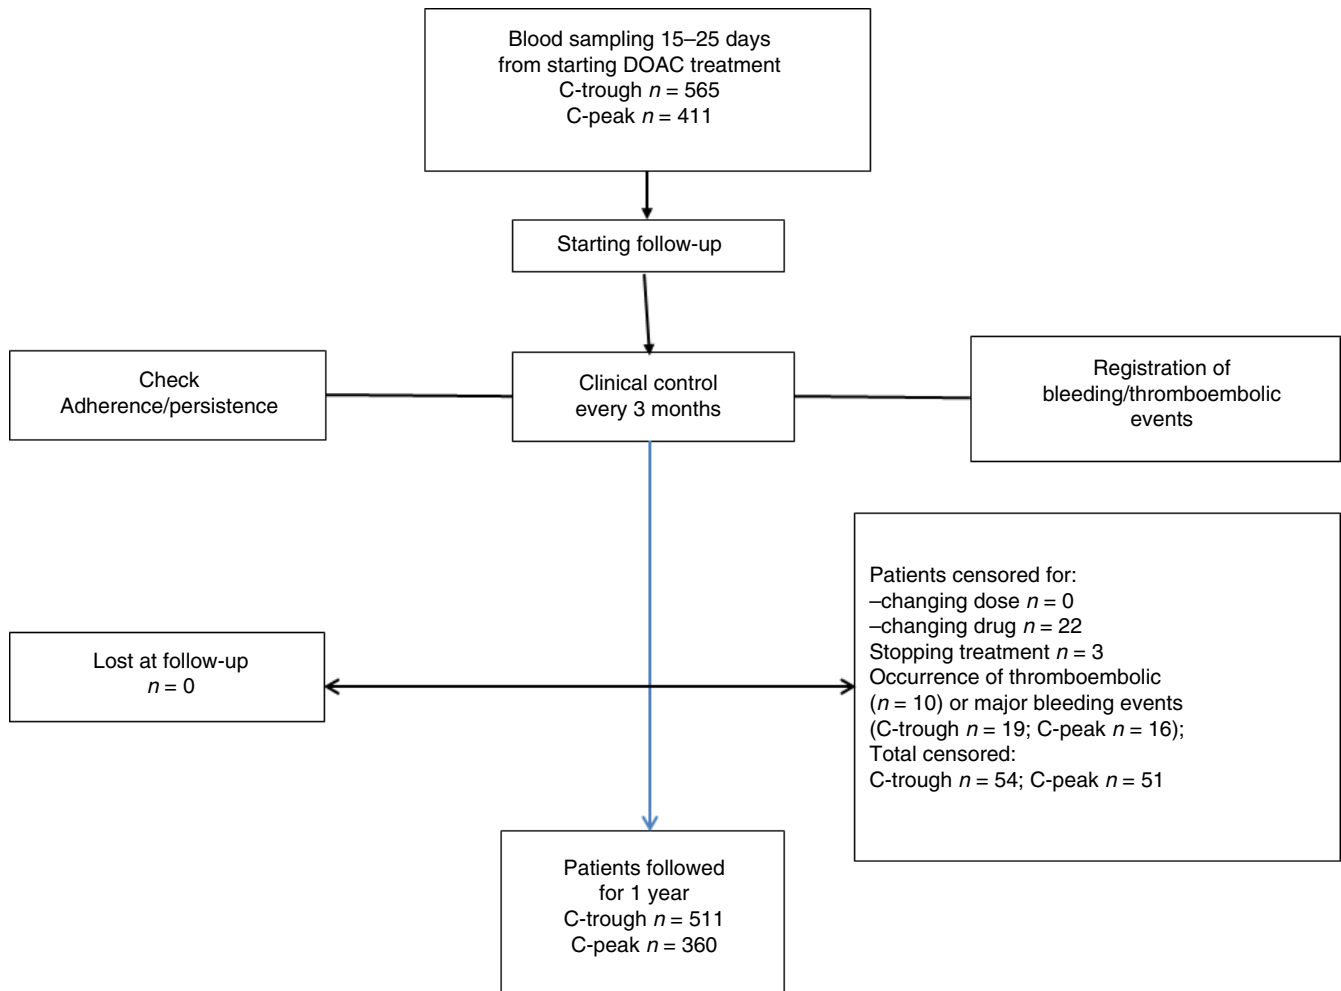 Blood sampling 15–25 days
from starting DOAC treatment
C-trough n = 565
C-peak n = 411
Starting follow-up
Check
Adherence/persistence
Clinical control
every 3 months
Registration of
bleeding/thromboembolic
events
Lost at follow-up
n = 0
Patients censored for:
–changing dose n = 0
–changing drug n = 22
Stopping treatment n = 3
Occurrence of thromboembolic
(n = 10) or major bleeding events
(C-trough n = 19; C-peak n = 16);
Total censored:
C-trough n = 54; C-peak n = 51
Patients followed
for 1 year
C-trough n = 511
C-peak n = 360